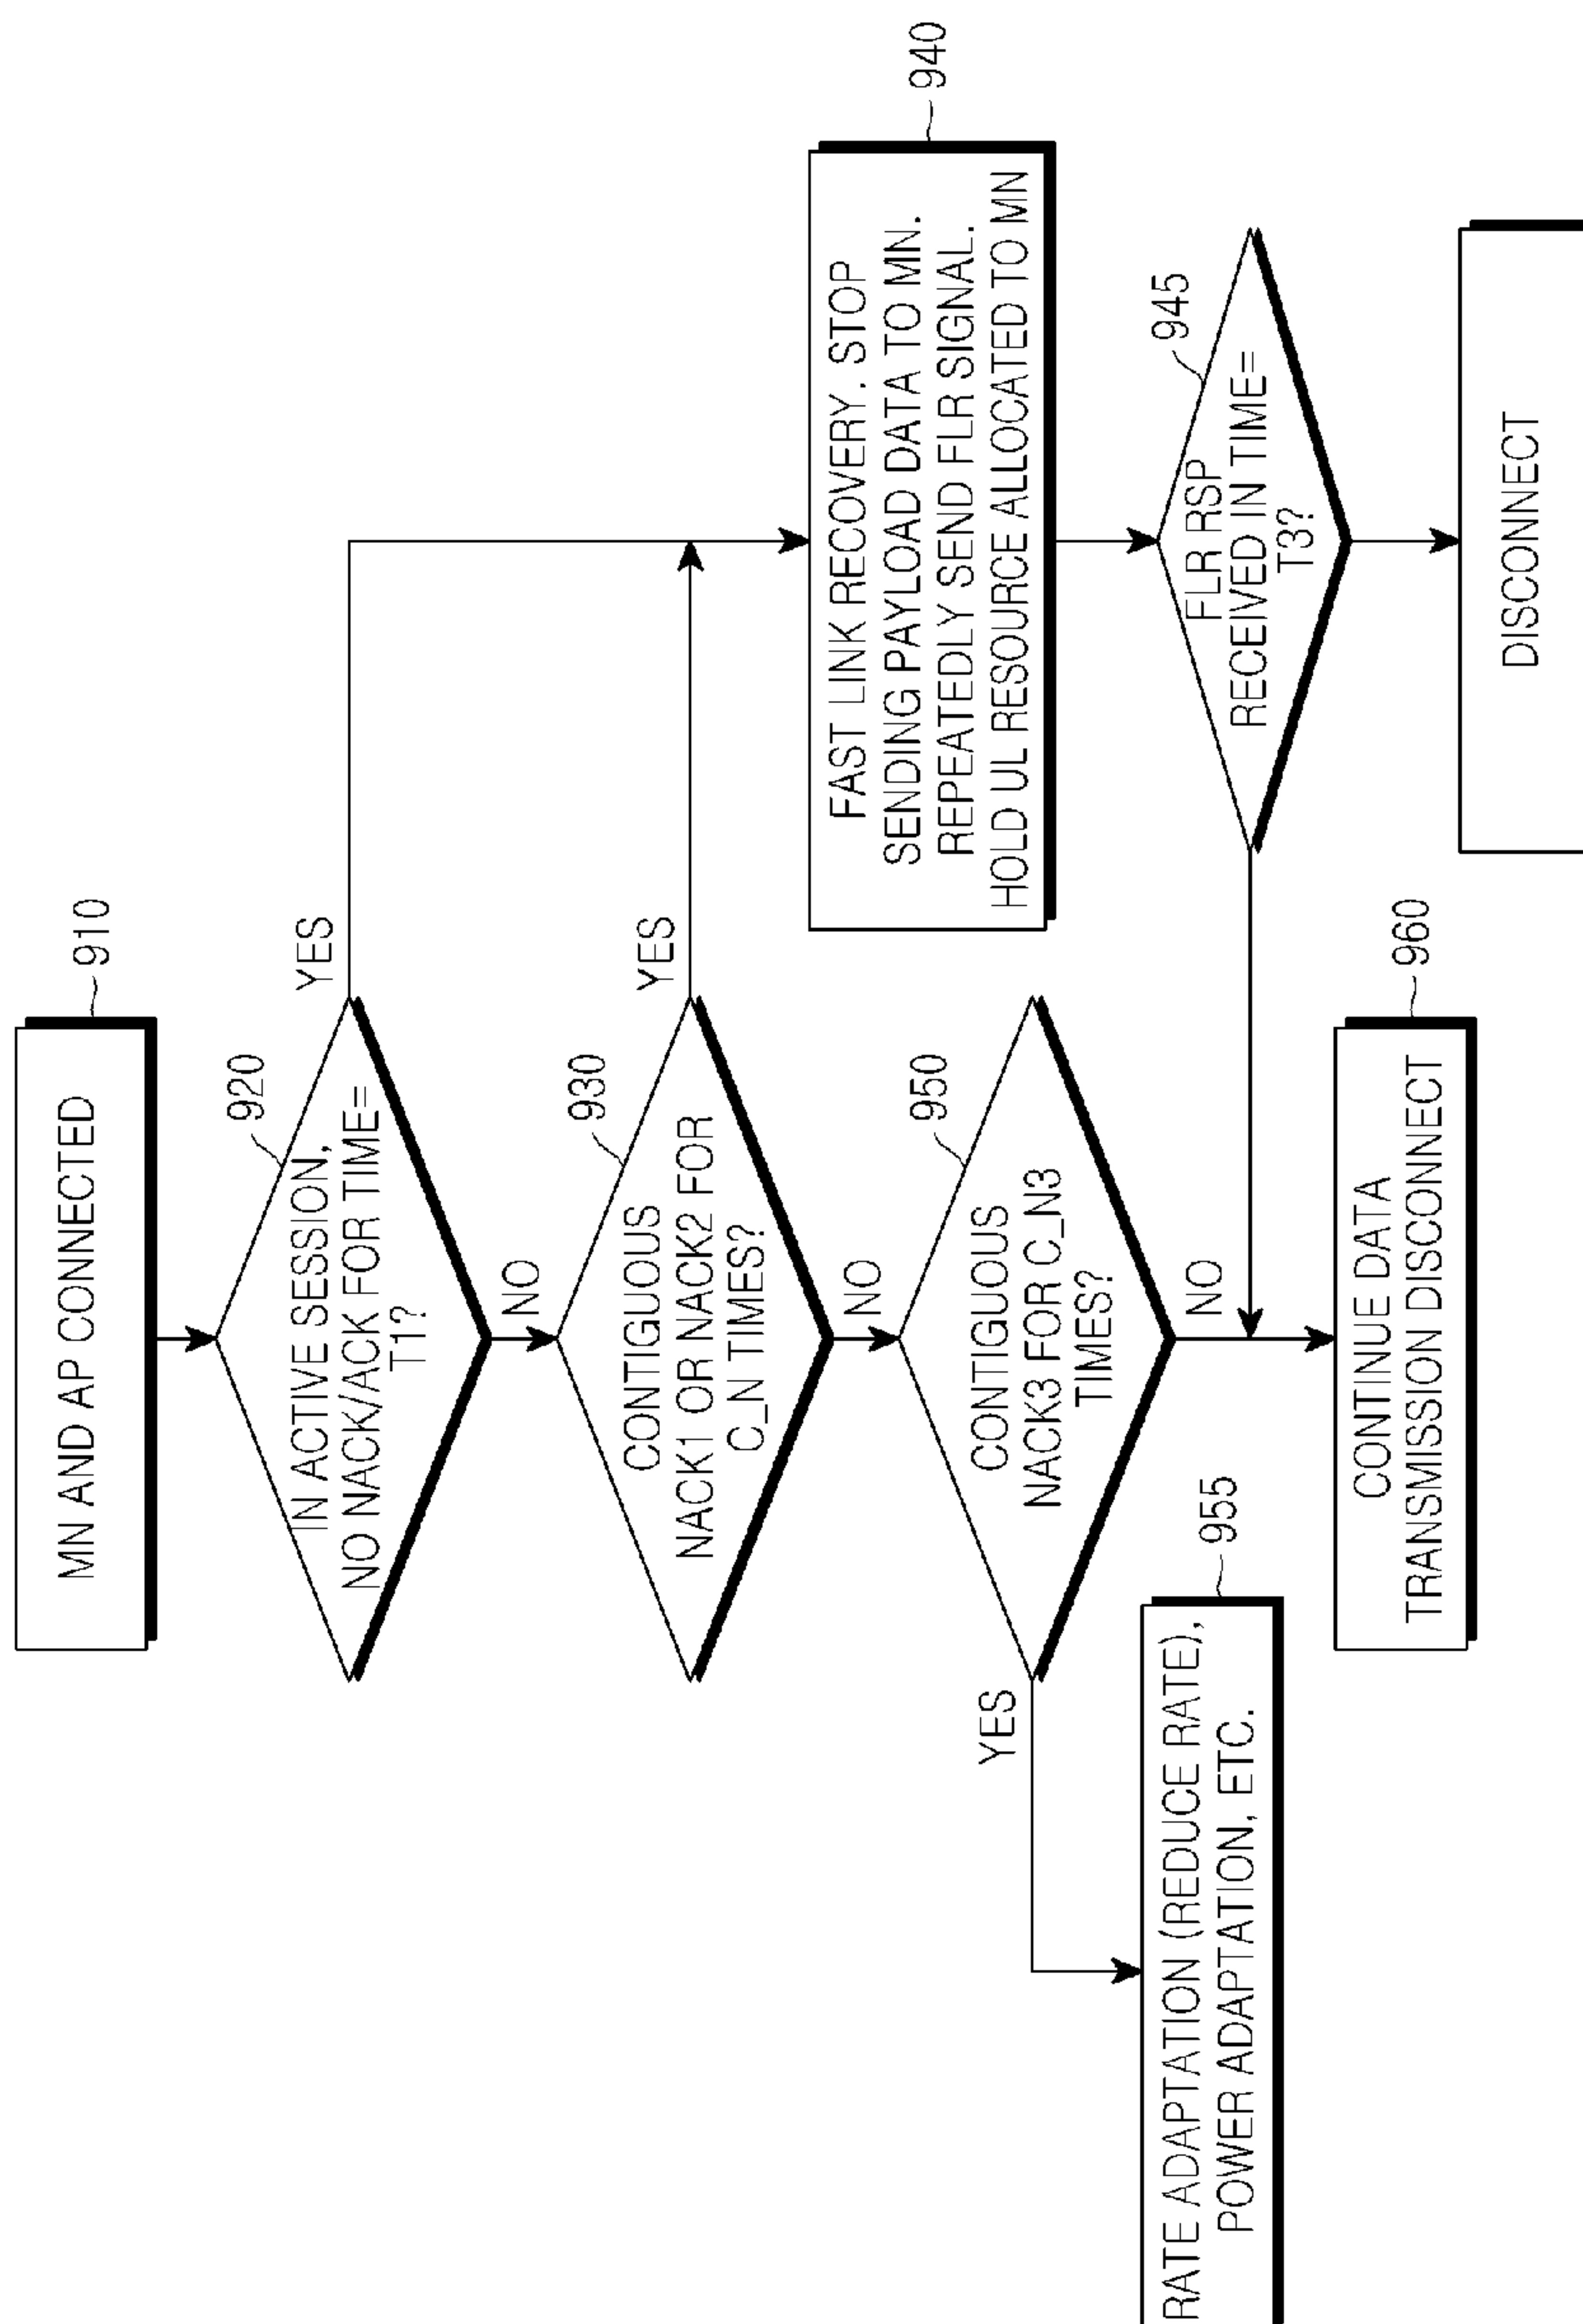 MN AND AP CONNECTED
910
920
IN ACTIVE SESSION,
NO NACK/ACK FOR TIME=
T1?
YES
NO
930
CONTIGUOUS
NACK1 OR NACK2 FOR
C_N TIMES?
YES
NO
940
FAST LINK RECOVERY. STOP
SENDING PAYLOAD DATA TO MN.
REPEATEDLY SEND FLR SIGNAL.
HOLD UL RESOURCE ALLOCATED TO MN
950
CONTIGUOUS
NACK3 FOR C_N3
TIMES?
YES
NO
945
FLR RSP
RECEIVED IN TIME=
T3?
955
RATE ADAPTATION (REDUCE RATE),
POWER ADAPTATION, ETC.
960
CONTINUE DATA
TRANSMISSION DISCONNECT
DISCONNECT